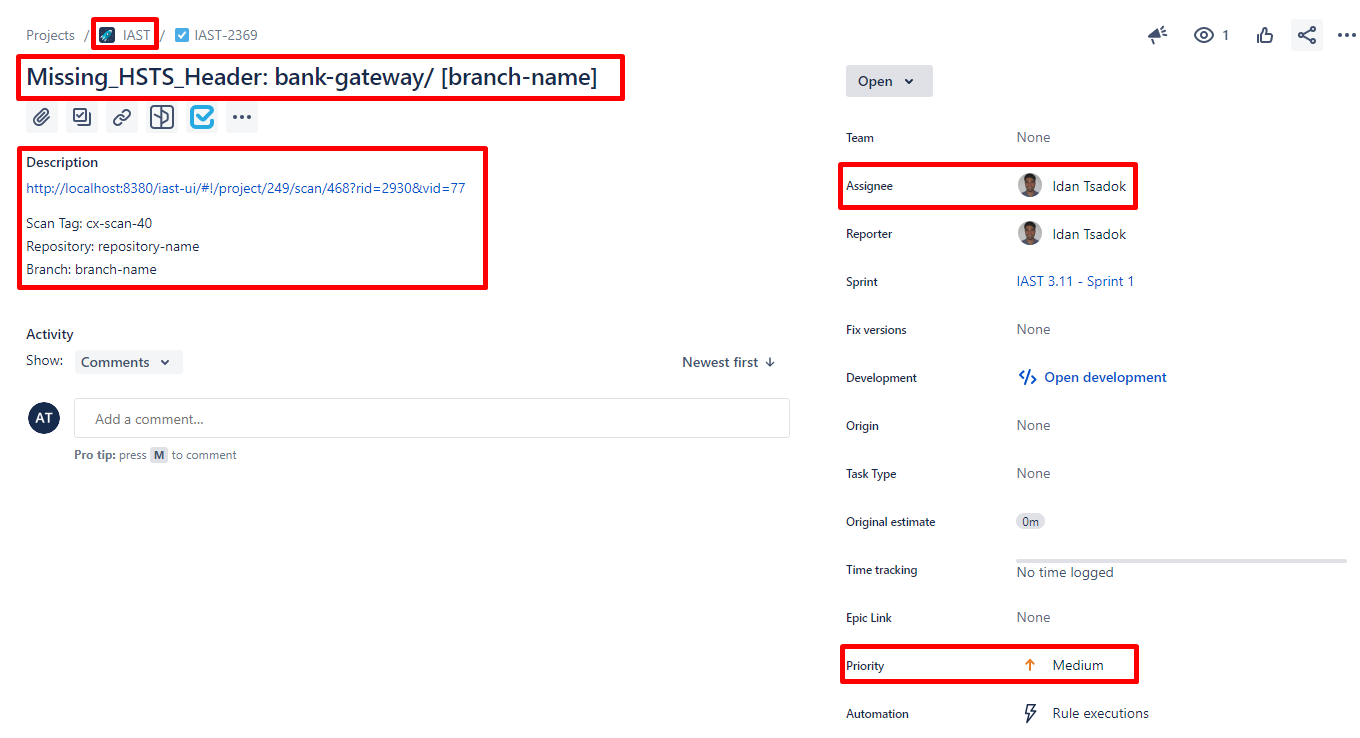 Projects / IAST / IAST-2369
1
Missing_HSTS_Header: bank-gateway/ [branch-name]
Description
http://localhost:8380/iast-ui/#!/project/249/scan/468?rid=2930&vid=77
Scan Tag: cx-scan-40
Repository: repository-name
Branch: branch-name
Activity
Show: Comments
Newest first
AT
Add a comment...
Pro tip: press M to comment
Open
Team None
Assignee Idan Tsadok
Reporter Idan Tsadok
Sprint IAST 3.11 - Sprint 1
Fix versions None
Development Open development
Origin None
Task Type None
Original estimate 0m
Time tracking No time logged
Epic Link None
Priority Medium
Automation Rule executions